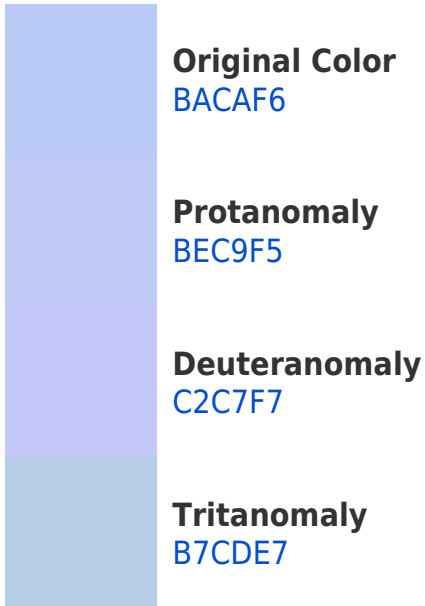 Original Color
BACAF6
Protanomaly
BEC9F5
Deuteranomaly
C2C7F7
Tritanomaly
B7CDE7